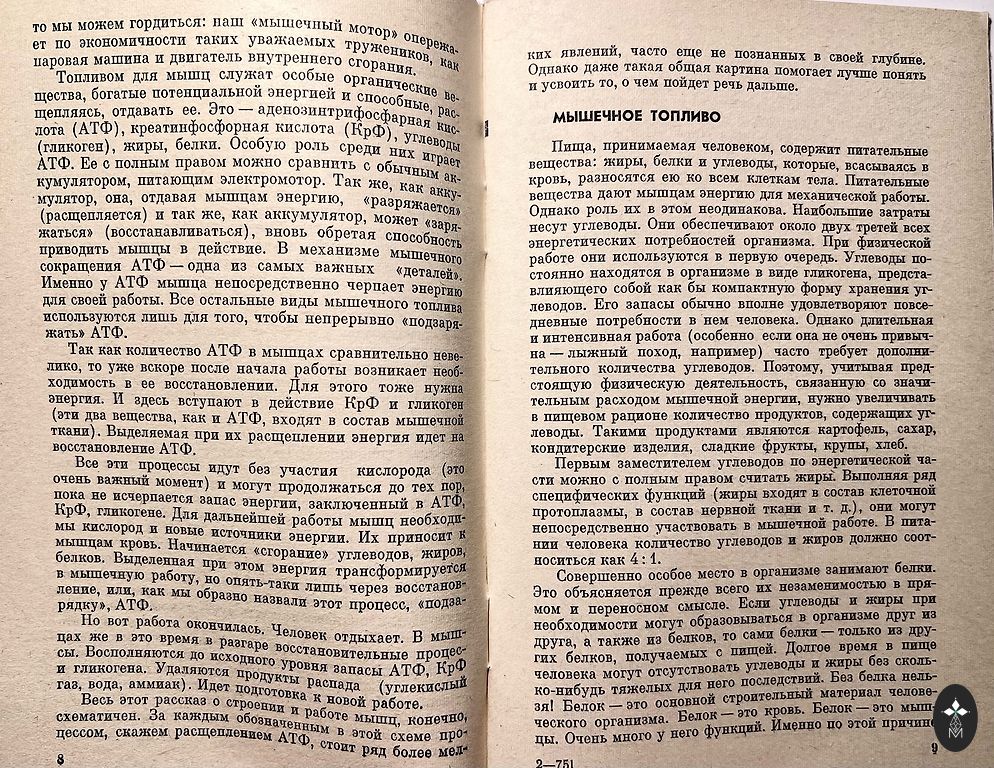 то мы можем гордиться: наш «мышечный мотор» опережа-
ет по экономичности таких уважаемых тружеников, как
паровая машина и двигатель внутреннего сгорания.
Топливом для мышц служат особые органические ве-
щества, богатые потенциальной энергией и способные, рас-
щепляясь, отдавать ее. Это — аденозинтрифосфарная кис-
лота (АТФ), креатинфосфорная кислота (КрФ), углеводы
(гликоген), жиры, белки. Особую роль среди них играет
АТФ. Ее с полным правом можно сравнить с обычным ак-
кумулятором, питающим электромотор. Так же, как акку-
мулятор, она, отдавая мышцам энергию, «разряжается»
(расщепляется) и так же, как аккумулятор, может «заря-
жаться» (восстанавливаться), вновь обретая способность
приводить мышцы в действие. В механизме мышечного
сокращения АТФ — одна из самых важных «деталей».
Именно у АТФ мышца непосредственно черпает энергию
для своей работы. Все остальные виды мышечного топлива
используются лишь для того, чтобы непрерывно «подзаря-
жать» АТФ.
Так как количество АТФ в мышцах сравнительно неве-
лико, то уже вскоре после начала работы возникает необ-
ходимость в ее восстановлении. Для этого тоже нужна
энергия. И здесь вступают в действие КрФ и гликоген
(эти два вещества, как и АТФ, входят в состав мышечной
ткани). Выделяемая при их расщеплении энергия идет на
восстановление АТФ.
Все эти процессы идут без участия кислорода (это
очень важный момент) и могут продолжаться до тех пор,
пока не исчерпается запас энергии, заключенный в АТФ,
КрФ, гликогене. Для дальнейшей работы мышц необходи-
мы кислород и новые источники энергии. Их приносит к
мышцам кровь. Начинается «сгорание» углеводов, жиров,
белков. Выделенная при этом энергия трансформируется
в мышечную работу, но опять-таки лишь через восстанов-
ление, или, как мы образно назвали этот процесс, «подза-
рядку», АТФ.
Но вот работа окончилась. Человек отдыхает. В мыш-
цах же в это время в разгаре восстановительные процес-
сы. Восполняются до исходного уровня запасы АТФ, КрФ
и гликогена. Удаляются продукты распада (углекислый
газ, вода, аммиак). Идет подготовка к новой работе.
Весь этот рассказ о строении и работе мышц, конечно,
схематичен. За каждым обозначенным в этой схеме про-
цессом, скажем расщеплением АТФ, стоит ряд более мел-
8
ких явлений, часто еще не познанных в своей глубине.
Однако даже такая общая картина помогает лучше понять
и усвоить то, о чем пойдет речь дальше.
МЫШЕЧНОЕ ТОПЛИВО
Пища, принимаемая человеком, содержит питательные
вещества: жиры, белки и углеводы, которые, всасываясь в
кровь, разносятся ею ко всем клеткам тела. Питательные
вещества дают мышцам энергию для механической работы.
Однако роль их в этом неодинакова. Наибольшие затраты
несут углеводы. Они обеспечивают около двух третей всех
энергетических потребностей организма. При физической
работе они используются в первую очередь. Углеводы по-
стоянно находятся в организме в виде гликогена, предста-
влияющего собой как бы компактную форму хранения уг-
леводов. Его запасы обычно вполне удовлетворяют повсе-
дневные потребности в нем человека. Однако длительная
и интенсивная работа (особенно если она не очень привыч-
на — лыжный поход, например) часто требует дополни-
тельного количества углеводов. Поэтому, учитывая пред-
стоящую физическую деятельность, связанную со значи-
тельным расходом мышечной энергии, нужно увеличивать
в пищевом рационе количество продуктов, содержащих уг-
леводы. Такими продуктами являются картофель, сахар,
кондитерские изделия, сладкие фрукты, крупы, хлеб.
Первым заместителем углеводов по энергетической ча-
сти можно с полным правом считать жиры. Выполняя ряд
специфических функций (жиры входят в состав клеточной
протоплазмы, в состав нервной ткани и т. д.), они могут
непосредственно участвовать в мышечной работе. В пита-
нии человека количество углеводов и жиров должно соот-
носиться как 4 : 1.
Совершенно особое место в организме занимают белки.
Это объясняется прежде всего их незаменимостью в пря-
мом и переносном смысле. Если углеводы и жиры при
необходимости могут образовываться в организме друг из
друга, а также из белков, то сами белки — только из дру-
гих белков, получаемых с пищей. Долгое время в пище
человека могут отсутствовать углеводы и жиры без сколь-
ко-нибудь тяжелых для него последствий. Без белка нель-
зя! Белок — это основной строительный материал челове-
ческого организма. Белок — это кровь. Белок — это мыш-
цы. Очень много у него функций. Именно по этой причине
2—751
9
М